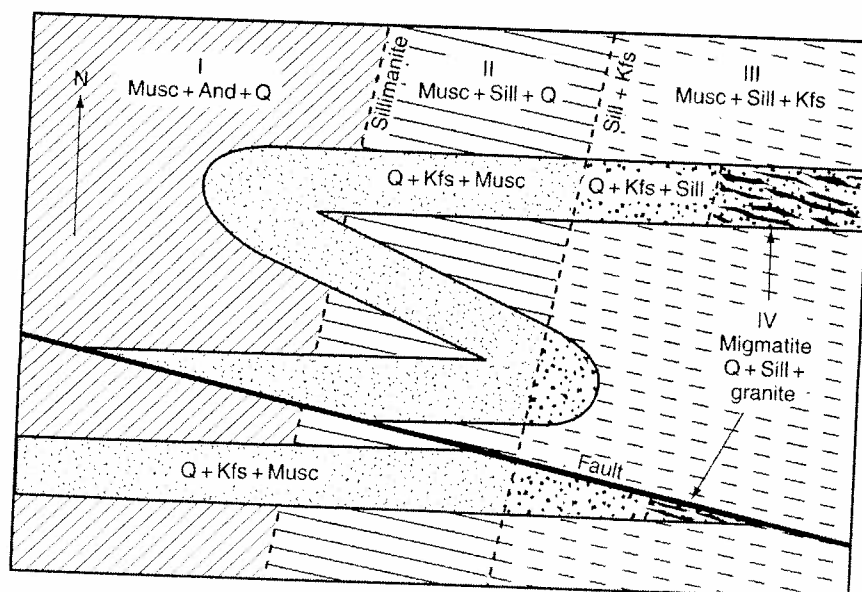 I
Musc + And + Q
N
Sillimanite
II
Musc + Sill + Q
Sill + Kfs
III
Musc + Sill + Kfs
Q + Kfs + Musc
Q + Kfs + Sill
IV
Migmatite
Q + Sill +
granite
Q + Kfs + Musc
Fault